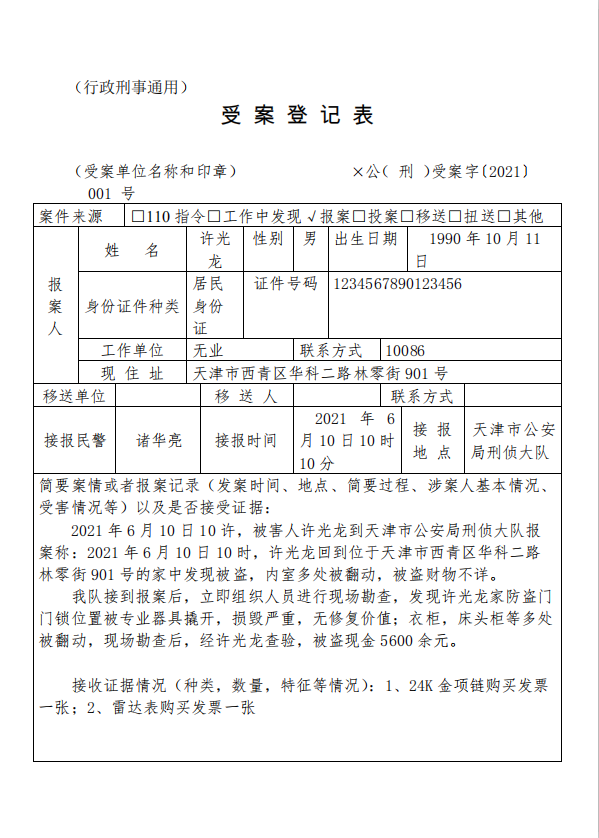 （行政刑事通用）
受 案 登 记 表
（受案单位名称和印章） ×公( 刑 )受案字〔2021〕
001 号
案件来源 □110 指令□工作中发现√报案□投案□移送□扭送□其他
报案人 姓 名 许光龙 性别 男 出生日期 1990 年 10 月 11 日
身份证件种类 居民身份证 证件号码 1234567890123456
工作单位 无业 联系方式 10086
现 住 址 天津市西青区华科二路林零街 901 号
移送单位 移 送 人 联系方式
接报民警 诸华亮 接报时间 2021 年 6 月 10 日 10 时 10 分 接 报 地 点 天津市公安局刑侦大队
简要案情或者报案记录（发案时间、地点、简要过程、涉案人基本情况、
受害情况等）以及是否接受证据：
2021 年 6 月 10 日 10 许，被害人许光龙到天津市公安局刑侦大队报
案称：2021 年 6 月 10 日 10 时，许光龙回到位于天津市西青区华科二路
林零街 901 号的家中发现被盗，内室多处被翻动，被盗财物不详。
我队接到报案后，立即组织人员进行现场勘查，发现许光龙家防盗门
门锁位置被专业器具撬开，损毁严重，无修复价值；衣柜，床头柜等多处
被翻动，现场勘查后，经许光龙查验，被盗现金 5600 余元。
接收证据情况（种类，数量，特征等情况）：1、24K 金项链购买发票
一张；2、雷达表购买发票一张